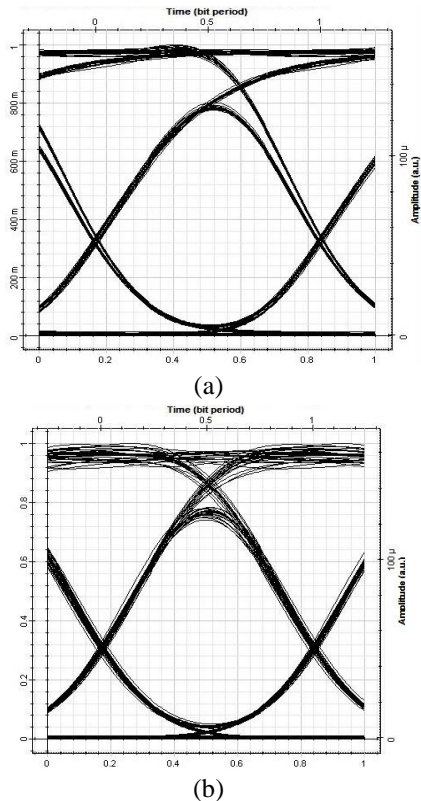 Time (bit period)
0 0.5 1
1
800 m
600 m
400 m
200 m
0
100 µ
0
Amplitude (a.u.)
0 0.2 0.4 0.6 0.8 1
(a)
Time (bit period)
0 0.5 1
1
0.8
0.6
0.4
0.2
0
100 µ
0
Amplitude (a.u.)
0 0.2 0.4 0.6 0.8 1
(b)